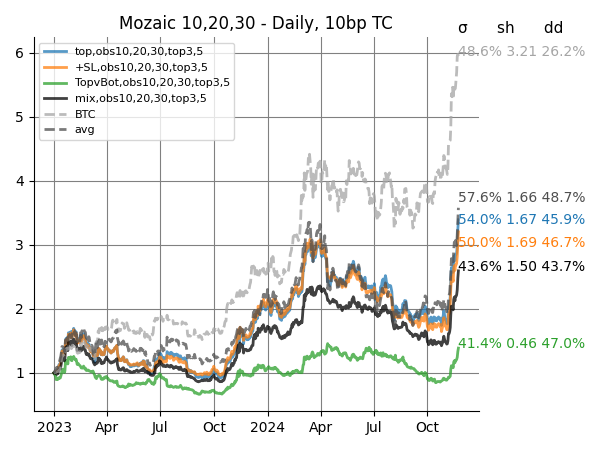 Mozaic 10,20,30 - Daily, 10bp TC
σ sh dd
6
5
4
3
2
1
top,obs10,20,30,top3,5
+SL,obs10,20,30,top3,5
TopvBot,obs10,20,30,top3,5
mix,obs10,20,30,top3,5
BTC
avg
48.6% 3.21 26.2%
57.6% 1.66 48.7%
54.0% 1.67 45.9%
50.0% 1.69 46.7%
43.6% 1.50 43.7%
41.4% 0.46 47.0%
2023 Apr Jul Oct 2024 Apr Jul Oct